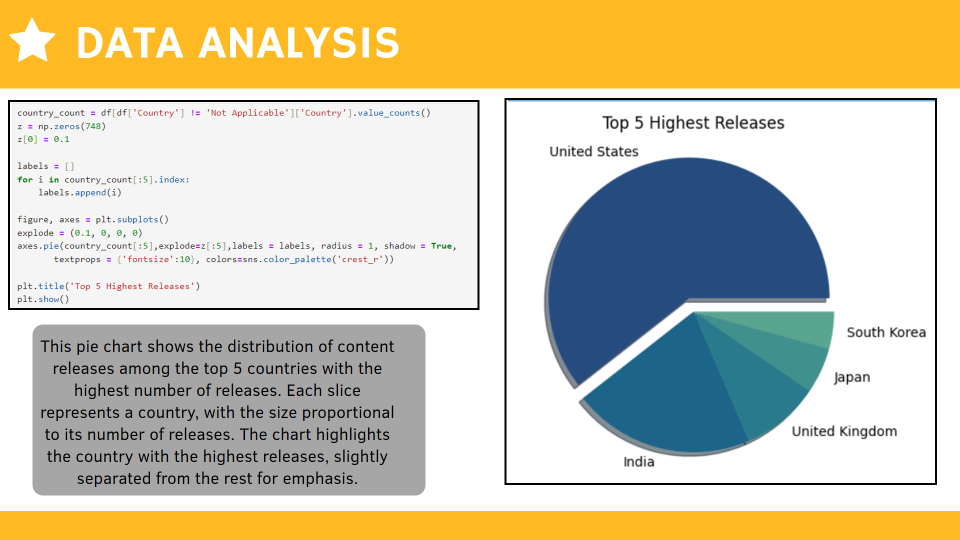 DATA ANALYSIS
country_count = df[df['Country'] != 'Not Applicable']['Country'].value_counts()
z = np.zeros(748)
z[0] = 0.1
labels = []
for i in country_count[:5].index:
    labels.append(i)
figure, axes = plt.subplots()
explode = (0.1, 0, 0, 0)
axes.pie(country_count[:5],explode=z[:5],labels = labels, radius = 1, shadow = True,
       textprops = {'fontsize':10}, colors=sns.color_palette('crest_r'))
plt.title('Top 5 Highest Releases')
plt.show()
This pie chart shows the distribution of content
releases among the top 5 countries with the
highest number of releases. Each slice
represents a country, with the size proportional
to its number of releases. The chart highlights
the country with the highest releases, slightly
separated from the rest for emphasis.
Top 5 Highest Releases
United States
South Korea
Japan
United Kingdom
India